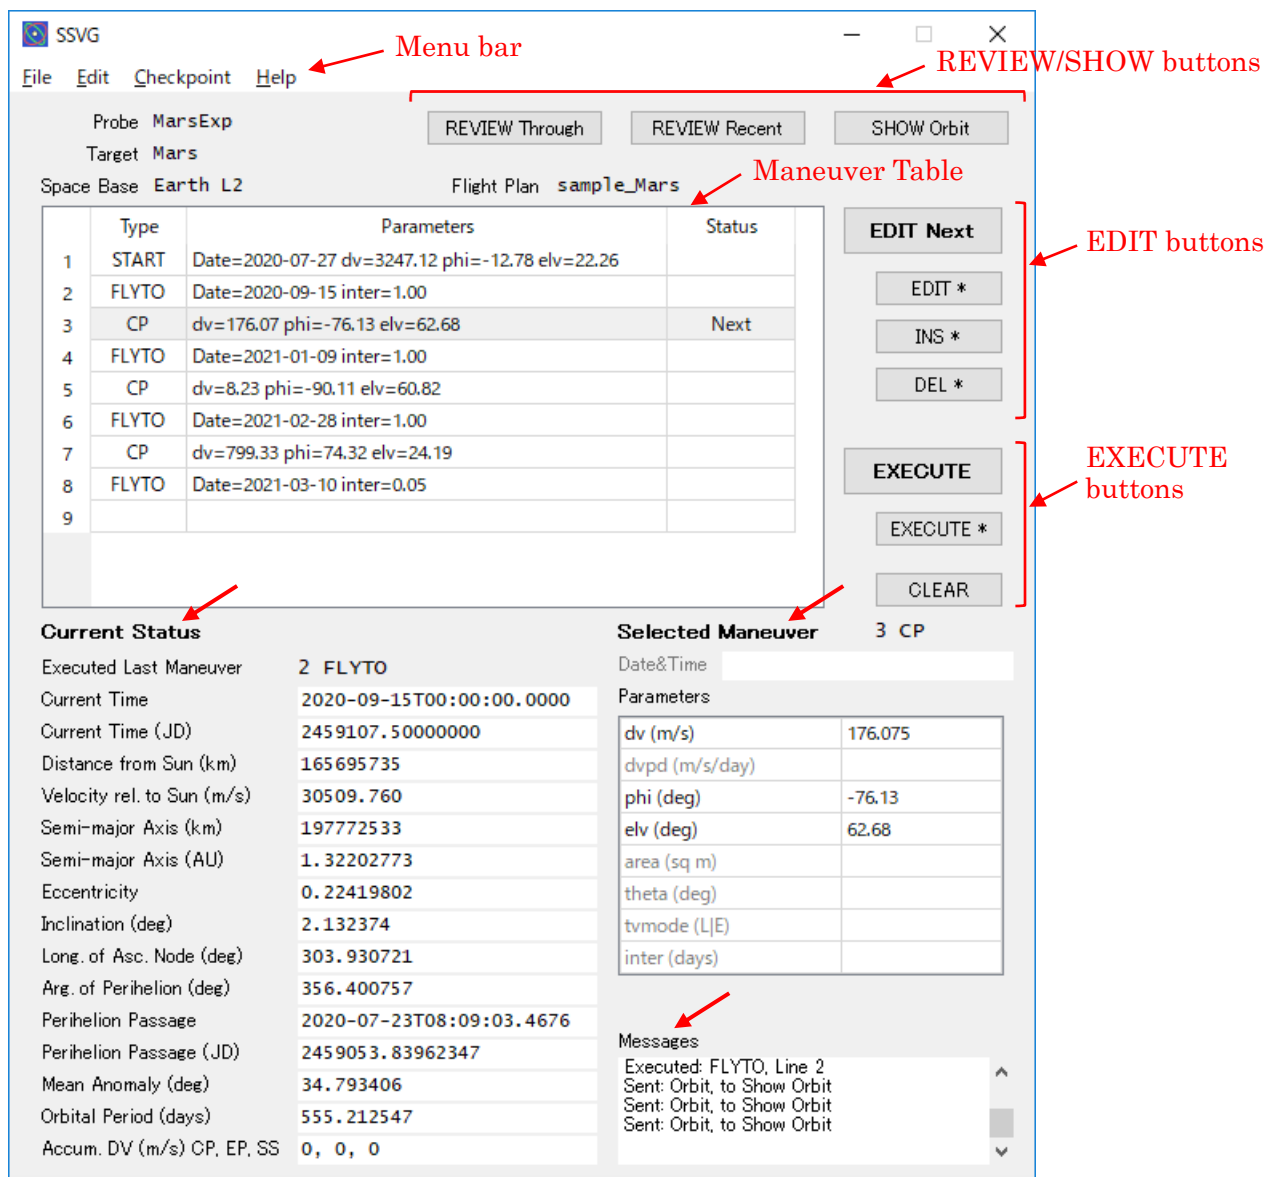 SSVG
Menu bar
REVIEW/SHOW buttons
File Edit Checkpoint Help
Probe MarsExp
REVIEW Through REVIEW Recent SHOW Orbit
Target Mars
Space Base Earth L2
Flight Plan sample_Mars
Maneuver Table
Type Parameters Status
1 START Date=2020-07-27 dv=3247.12 phi=-12.78 elv=22.26
2 FLYTO Date=2020-09-15 inter=1.00
3 CP dv=176.07 phi=-76.13 elv=62.68 Next
4 FLYTO Date=2021-01-09 inter=1.00
5 CP dv=8.23 phi=-90.11 elv=60.82
6 FLYTO Date=2021-02-28 inter=1.00
7 CP dv=799.33 phi=74.32 elv=24.19
8 FLYTO Date=2021-03-10 inter=0.05
9
EDIT Next
EDIT *
INS *
DEL *
EDIT buttons
EXECUTE
EXECUTE *
CLEAR
EXECUTE
buttons
Current Status
Executed Last Maneuver 2 FLYTO
Current Time 2020-09-15T00:00:00.0000
Current Time (JD) 2459107.50000000
Distance from Sun (km) 165695735
Velocity rel. to Sun (m/s) 30509.760
Semi-major Axis (km) 197772533
Semi-major Axis (AU) 1.32202773
Eccentricity 0.22419802
Inclination (deg) 2.132374
Long. of Asc. Node (deg) 303.930721
Arg. of Perihelion (deg) 356.400757
Perihelion Passage 2020-07-23T08:09:03.4676
Perihelion Passage (JD) 2459053.83962347
Mean Anomaly (deg) 34.793406
Orbital Period (days) 555.212547
Accum. DV (m/s) CP, EP, SS 0, 0, 0
Selected Maneuver 3 CP
Date&Time
Parameters
dv (m/s) 176.075
dvpd (m/s/day)
phi (deg) -76.13
elv (deg) 62.68
area (sq m)
theta (deg)
tvmode (L|E)
inter (days)
Messages
Executed: FLYTO, Line 2
Sent: Orbit, to Show Orbit
Sent: Orbit, to Show Orbit
Sent: Orbit, to Show Orbit